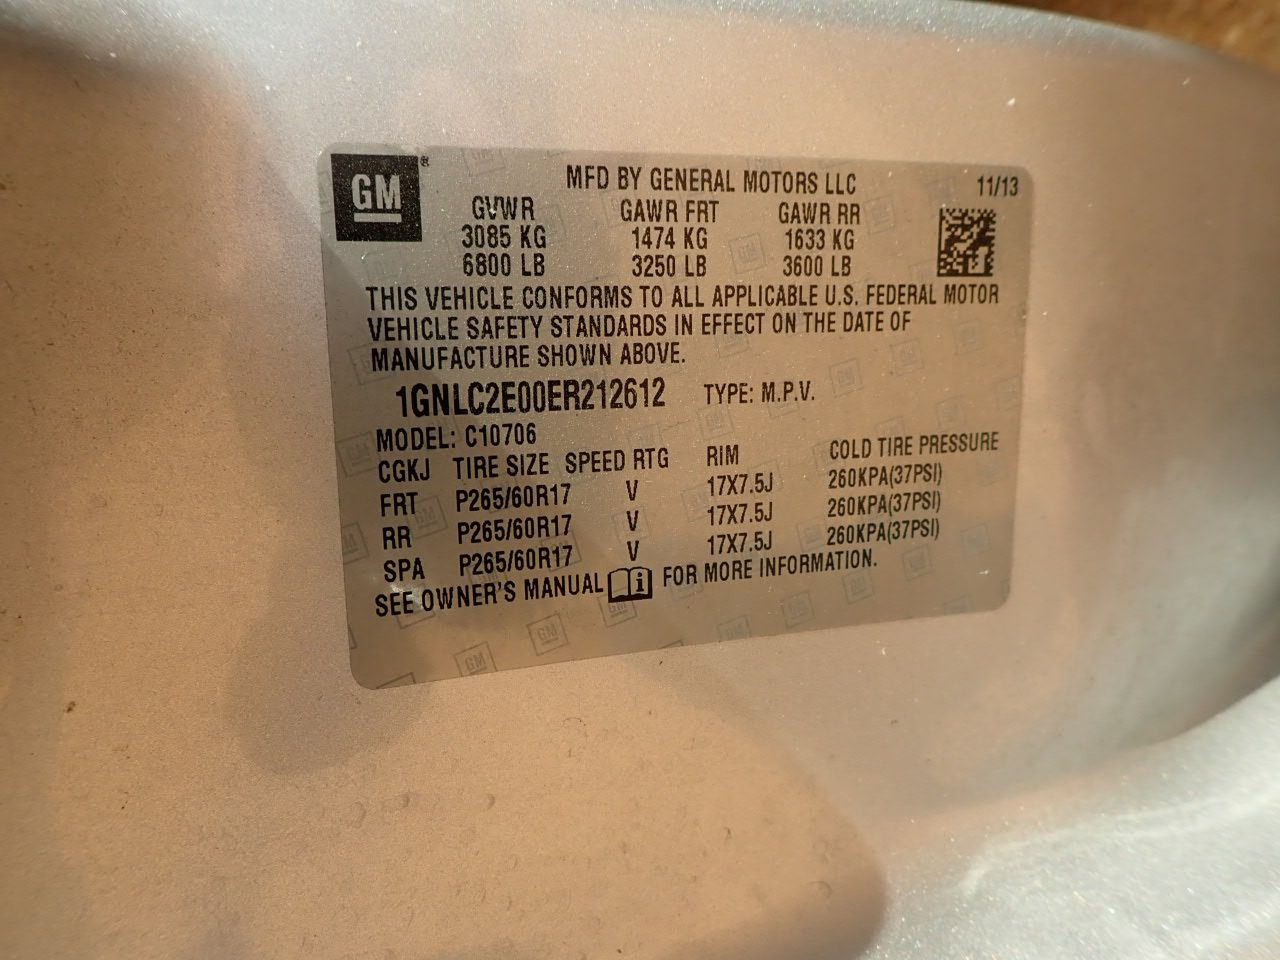 GM®
MFD BY GENERAL MOTORS LLC 11/13
GVWR GAWR FRT GAWR RR
3085 KG 1474 KG 1633 KG
6800 LB 3250 LB 3600 LB
THIS VEHICLE CONFORMS TO ALL APPLICABLE U.S. FEDERAL MOTOR
VEHICLE SAFETY STANDARDS IN EFFECT ON THE DATE OF
MANUFACTURE SHOWN ABOVE.
1GNLC2E00ER212612 TYPE: M.P.V.
MODEL: C10706
CGKJ TIRE SIZE SPEED RTG RIM COLD TIRE PRESSURE
FRT P265/60R17 V 17X7.5J 260KPA(37PSI)
RR P265/60R17 V 17X7.5J 260KPA(37PSI)
SPA P265/60R17 V 17X7.5J 260KPA(37PSI)
SEE OWNER'S MANUAL i FOR MORE INFORMATION.